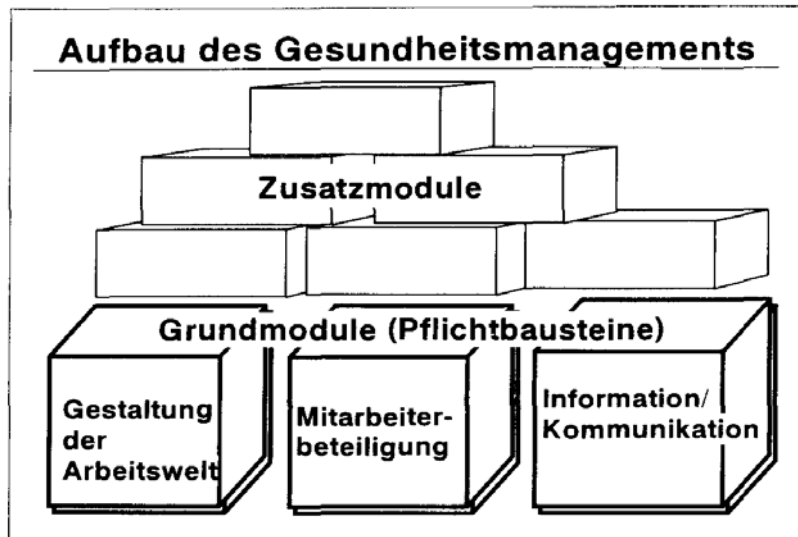 Aufbau des Gesundheitsmanagements
Zusatzmodule
Grundmodule (Pflichtbausteine)
Gestaltung
der
Arbeitswelt
Mitarbeiter-
beteiligung
Information/
Kommunikation